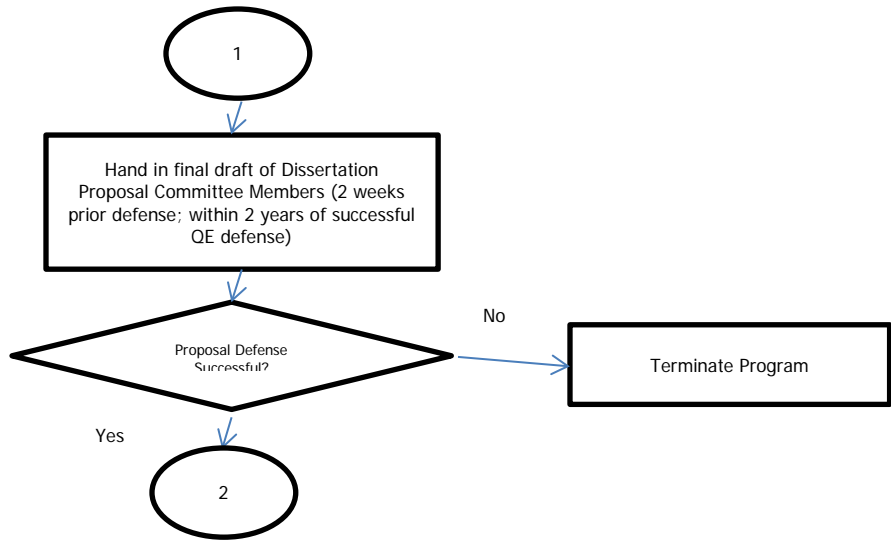 1
Hand in final draft of Dissertation
Proposal Committee Members (2 weeks
prior defense; within 2 years of successful
QE defense)
No
Proposal Defense
Successful?
Terminate Program
Yes
2